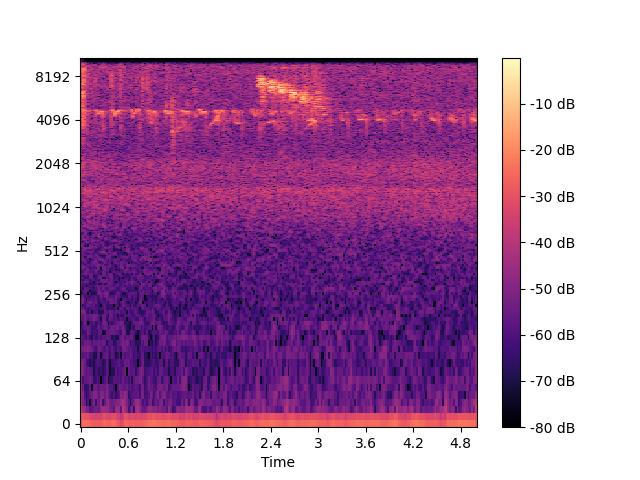 8192
4096
2048
1024
512
256
128
64
0
Hz
0 0.6 1.2 1.8 2.4 3 3.6 4.2 4.8
Time
-10 dB
-20 dB
-30 dB
-40 dB
-50 dB
-60 dB
-70 dB
-80 dB